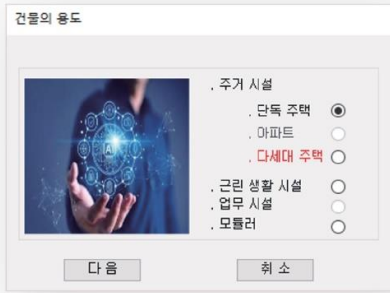 건물의 용도
. 주거 시설
. 단독 주택
. 아파트
. 다세대 주택
. 근린 생활 시설
. 업무 시설
. 모듈러
다 음
취 소